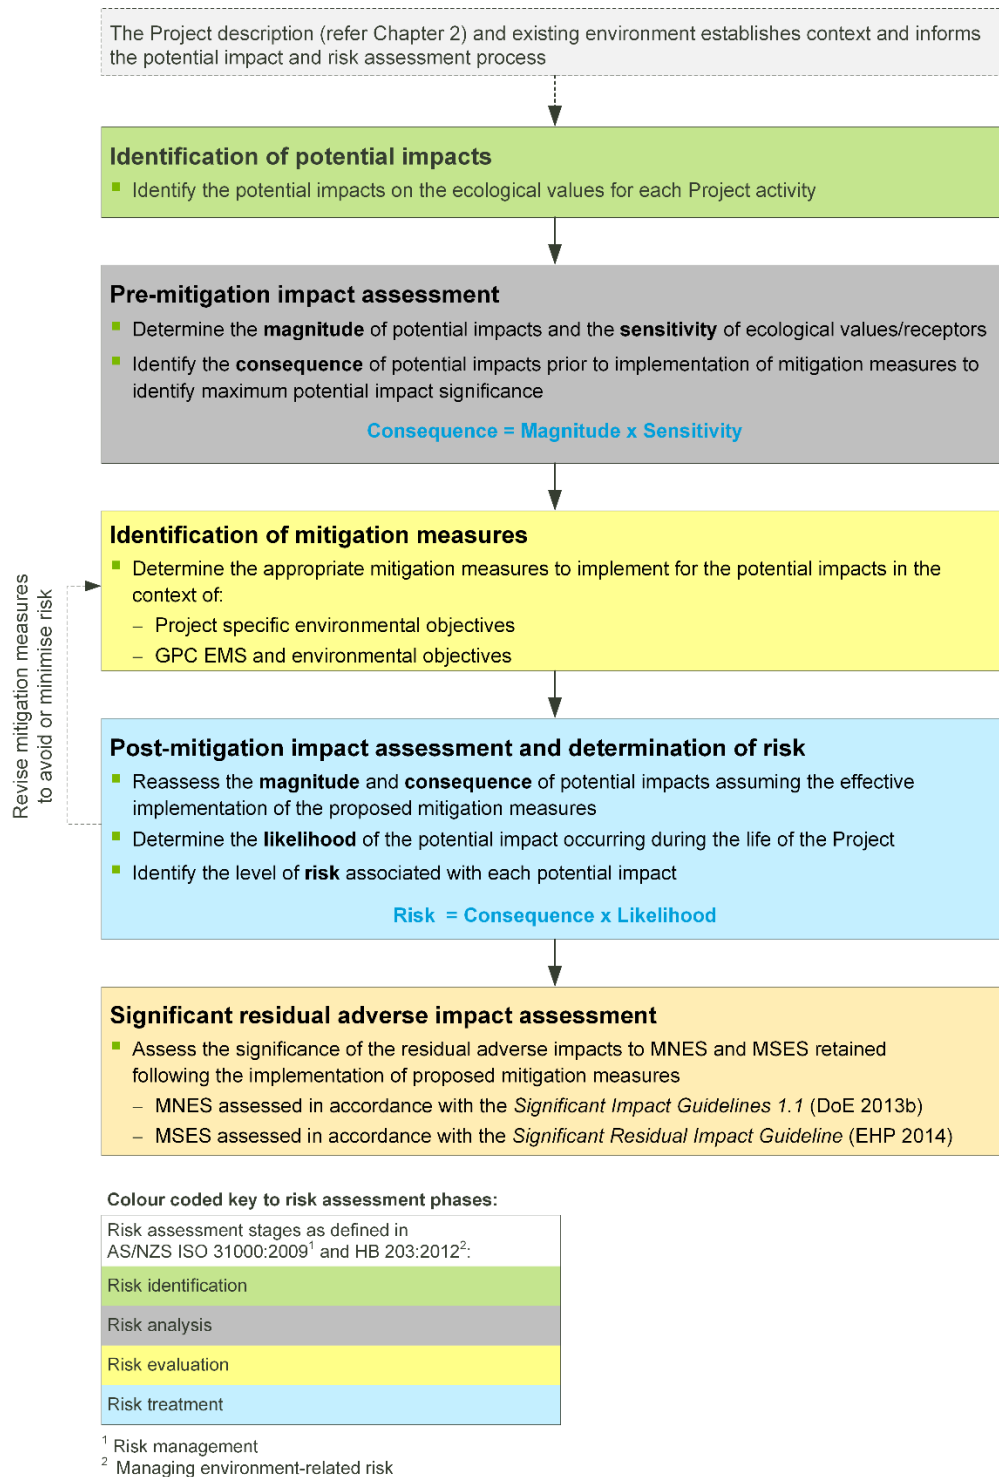 The Project description (refer Chapter 2) and existing environment establishes context and informs
the potential impact and risk assessment process
Identification of potential impacts
▪ Identify the potential impacts on the ecological values for each Project activity
Pre-mitigation impact assessment
▪ Determine the magnitude of potential impacts and the sensitivity of ecological values/receptors
▪ Identify the consequence of potential impacts prior to implementation of mitigation measures to
identify maximum potential impact significance
Consequence = Magnitude x Sensitivity
Identification of mitigation measures
▪ Determine the appropriate mitigation measures to implement for the potential impacts in the
context of:
– Project specific environmental objectives
– GPC EMS and environmental objectives
Revise mitigation measures
to avoid or minimise risk
Post-mitigation impact assessment and determination of risk
▪ Reassess the magnitude and consequence of potential impacts assuming the effective
implementation of the proposed mitigation measures
▪ Determine the likelihood of the potential impact occurring during the life of the Project
▪ Identify the level of risk associated with each potential impact
Risk = Consequence x Likelihood
Significant residual adverse impact assessment
▪ Assess the significance of the residual adverse impacts to MNES and MSES retained
following the implementation of proposed mitigation measures
– MNES assessed in accordance with the Significant Impact Guidelines 1.1 (DoE 2013b)
– MSES assessed in accordance with the Significant Residual Impact Guideline (EHP 2014)
Colour coded key to risk assessment phases:
Risk assessment stages as defined in
AS/NZS ISO 31000:2009¹ and HB 203:2012²:
Risk identification
Risk analysis
Risk evaluation
Risk treatment
¹ Risk management
² Managing environment-related risk